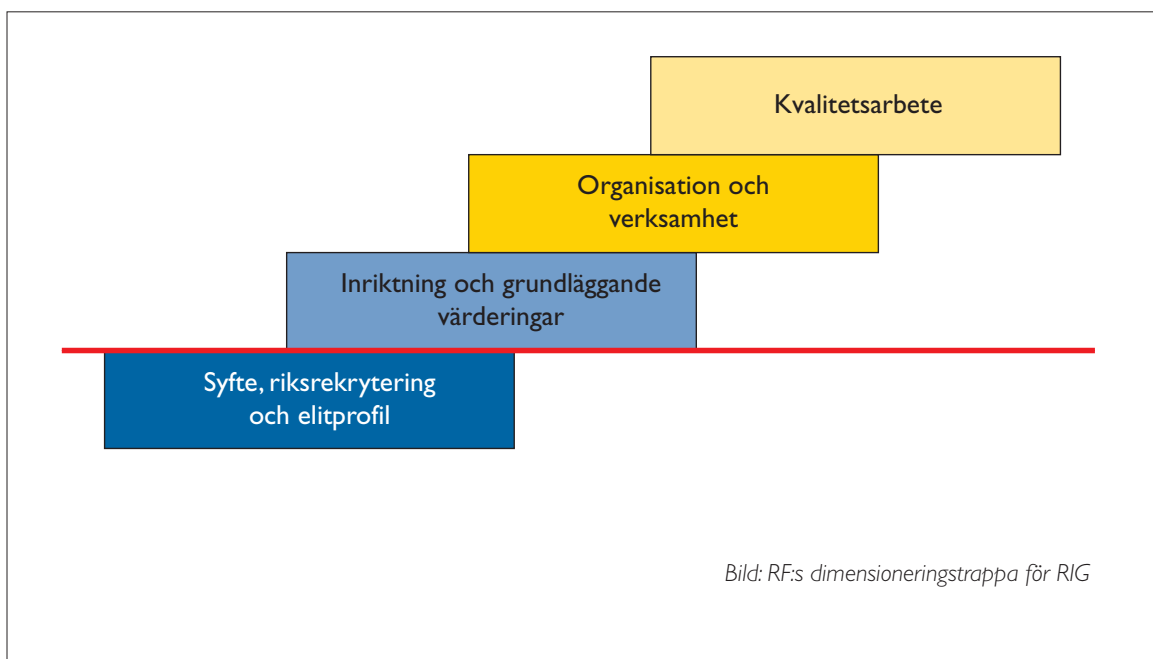 Kvalitetsarbete
Organisation och
verksamhet
Inriktning och grundläggande
värderingar
Syfte, riksrekrytering
och elitprofil
Bild: RF:s dimensioneringstrappa för RIG